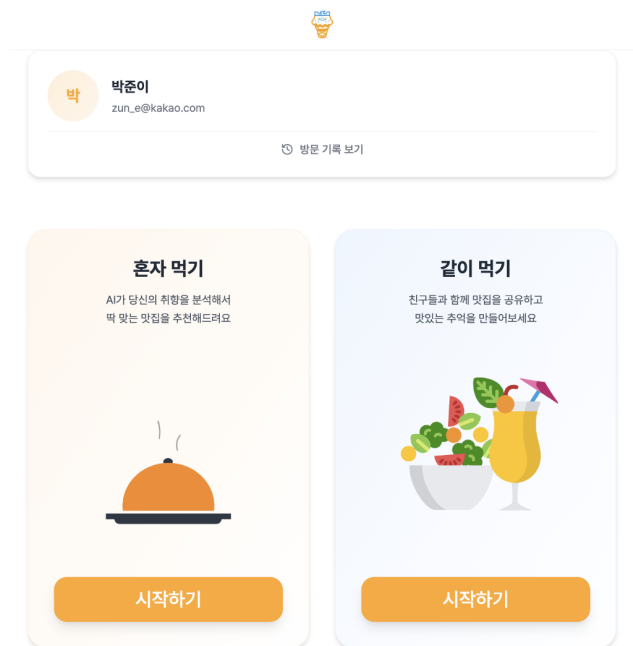 박
박준이
zun_e@kakao.com
방문 기록 보기
혼자 먹기
AI가 당신의 취향을 분석해서
딱 맞는 맛집을 추천해드려요
시작하기
같이 먹기
친구들과 함께 맛집을 공유하고
맛있는 추억을 만들어보세요
시작하기